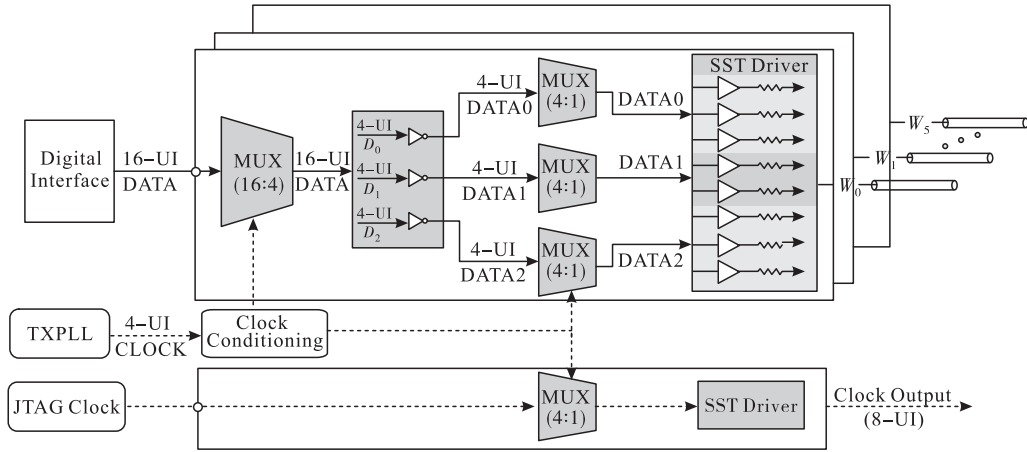 Digital
Interface
16-UI
DATA
MUX
(16:4)
16-UI
DATA
4-UI
D0
4-UI
D1
4-UI
D2
4-UI
DATA0
4-UI
DATA1
4-UI
DATA2
MUX
(4:1)
MUX
(4:1)
MUX
(4:1)
DATA0
DATA1
DATA2
SST Driver
W5
W1
W0
TXPLL
4-UI
CLOCK
Clock
Conditioning
JTAG Clock
MUX
(4:1)
SST Driver
Clock Output
(8-UI)